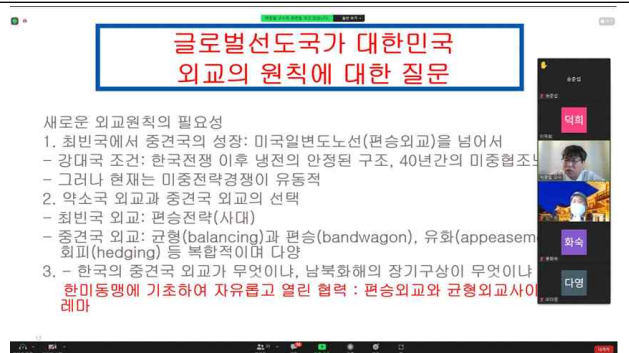 글로벌선도국가 대한민국
외교의 원칙에 대한 질문
새로운 외교원칙의 필요성
1. 최빈국에서 중견국의 성장: 미국일변도노선(편승외교)을 넘어서
- 강대국 조건: 한국전쟁 이후 냉전의 안정된 구조, 40년간의 미중협조
- 그러나 현재는 미중전략경쟁이 유동적
2. 약소국 외교과 중견국 외교의 선택
- 최빈국 외교: 편승전략(사대)
- 중견국 외교: 균형(balancing)과 편승(bandwagon), 유화(appeasem
회피(hedging) 등 복합적이며 다양
3. - 한국의 중견국 외교가 무엇이냐, 남북화해의 장기구상이 무엇이냐
한미동맹에 기초하여 자유롭고 열린 협력 : 편승외교와 균형외교사이
레마
송준섭
덕희
화숙
다영